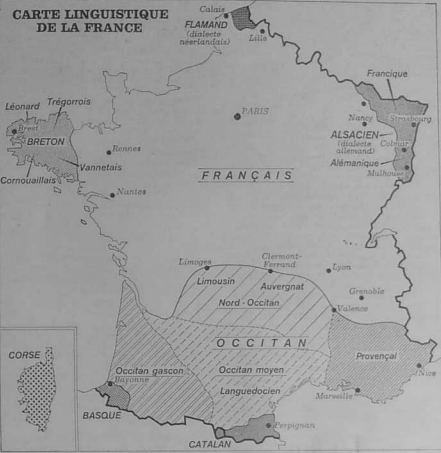 CARTE LINGUISTIQUE
DE LA FRANCE
Calais
FLAMAND
(dialecte
néerlandais)
Lille
Francique
Léonard
Trégorrois
Brest
BRETON
Vannetais
Cornouaillais
Rennes
Nantes
PARIS
Nancy
Strasbourg
ALSACIEN
(dialecte
allemand)
Colmar
Alémanique
Mulhouse
FRANÇAIS
Limoges
Clermont-
Ferrand
Lyon
Limousin
Auvergnat
Grenoble
Nord - Occitan
Valence
OCCITAN
CORSE
Provençal
Occitan gascon
Occitan moyen
Nice
Bayonne
Languedocien
Marseille
BASQUE
Perpignan
CATALAN